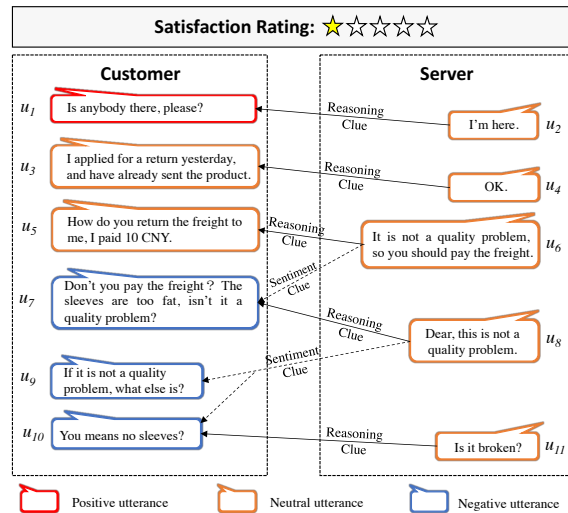 Satisfaction Rating:
Customer
Server
u1
Is anybody there, please?
Reasoning
Clue
I'm here.
u2
u3
I applied for a return yesterday,
and have already sent the product.
Reasoning
Clue
OK.
u4
u5
How do you return the freight to
me, I paid 10 CNY.
Reasoning
Clue
It is not a quality problem,
so you should pay the freight.
u6
u7
Don't you pay the freight? The
sleeves are too fat, isn't it a
quality problem?
Sentiment
Clue
Reasoning
Clue
Dear, this is not a
quality problem.
u8
u9
If it is not a quality
problem, what else is?
Sentiment
Clue
u10
You means no sleeves?
Reasoning
Clue
Is it broken?
u11
Positive utterance
Neutral utterance
Negative utterance